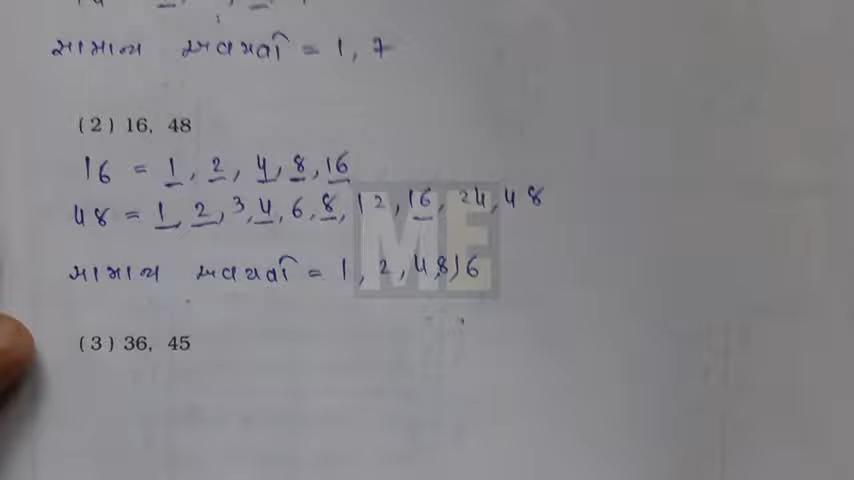 સામાન્ય અવયવો = 1, 7
(2) 16, 48
16 = 1, 2, 4, 8, 16
48 = 1, 2, 3, 4, 6, 8, 12, 16, 24, 48
સામાન્ય અવયવો = 1, 2, 4, 8, 16
ME
(3) 36, 45